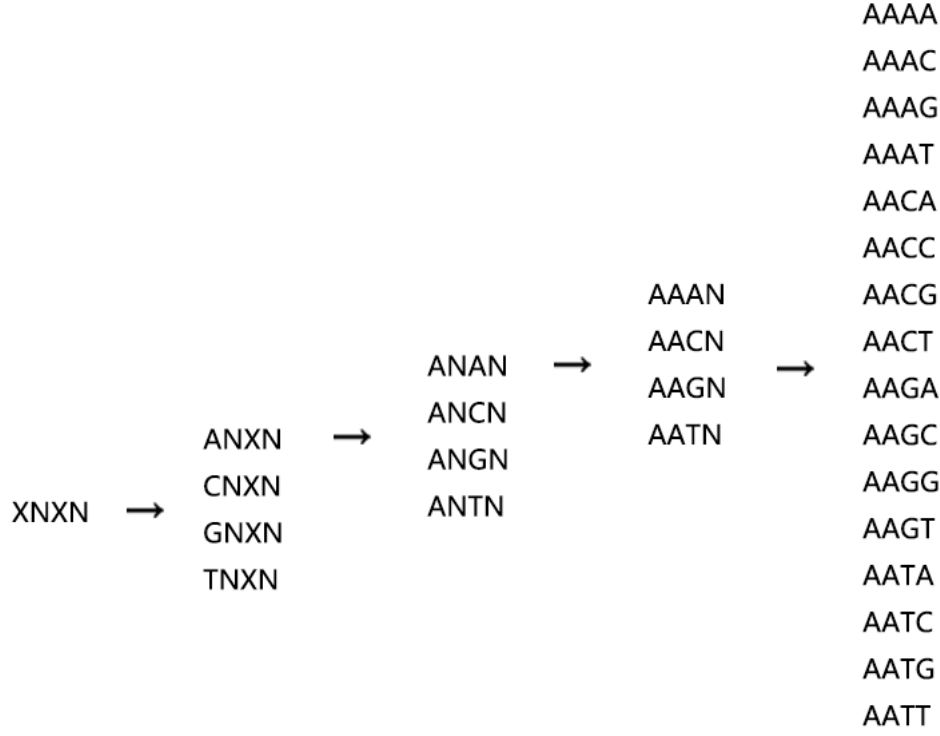 XNXN
→
ANXN
CNXN
GNXN
TNXN
→
ANAN
ANCN
ANGN
ANTN
→
AAAN
AACN
AAGN
AATN
→
AAAA
AAAC
AAAG
AAAT
AACA
AACC
AACG
AACT
AAGA
AAGC
AAGG
AAGT
AATA
AATC
AATG
AATT